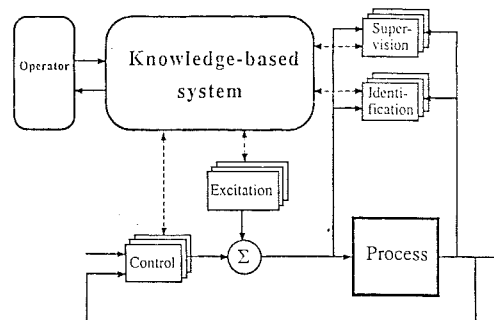 Operator
Knowledge-based
system
Super-
vision
Identi-
fication
Excitation
Control
Σ
Process